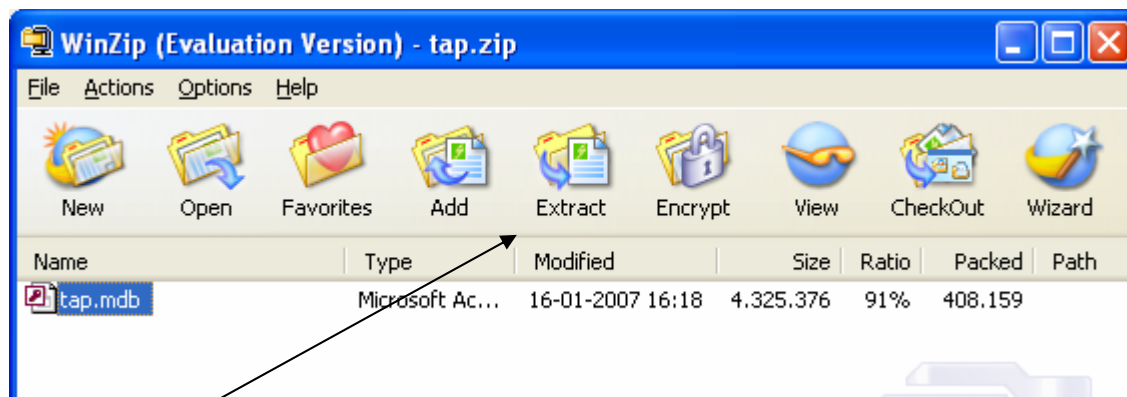 WinZip (Evaluation Version) - tap.zip
File Actions Options Help
New Open Favorites Add Extract Encrypt View CheckOut Wizard
Name Type Modified Size Ratio Packed Path
tap.mdb Microsoft Ac... 16-01-2007 16:18 4.325.376 91% 408.159